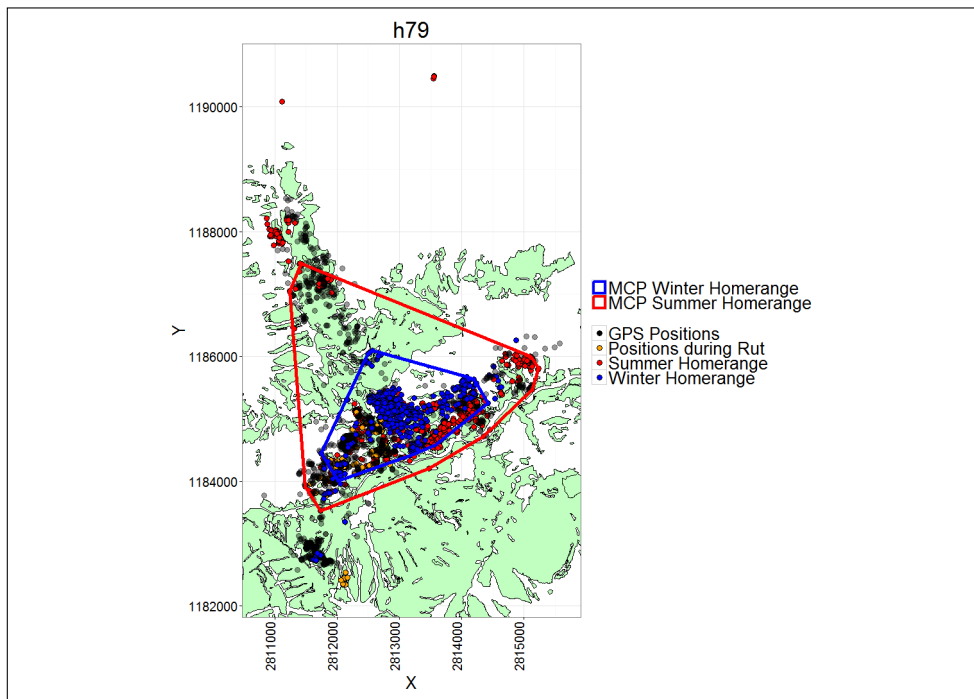 h79
1190000
1188000
1186000
1184000
1182000
Y
2811000
2812000
2813000
2814000
2815000
X
MCP Winter Homerange
MCP Summer Homerange
GPS Positions
Positions during Rut
Summer Homerange
Winter Homerange